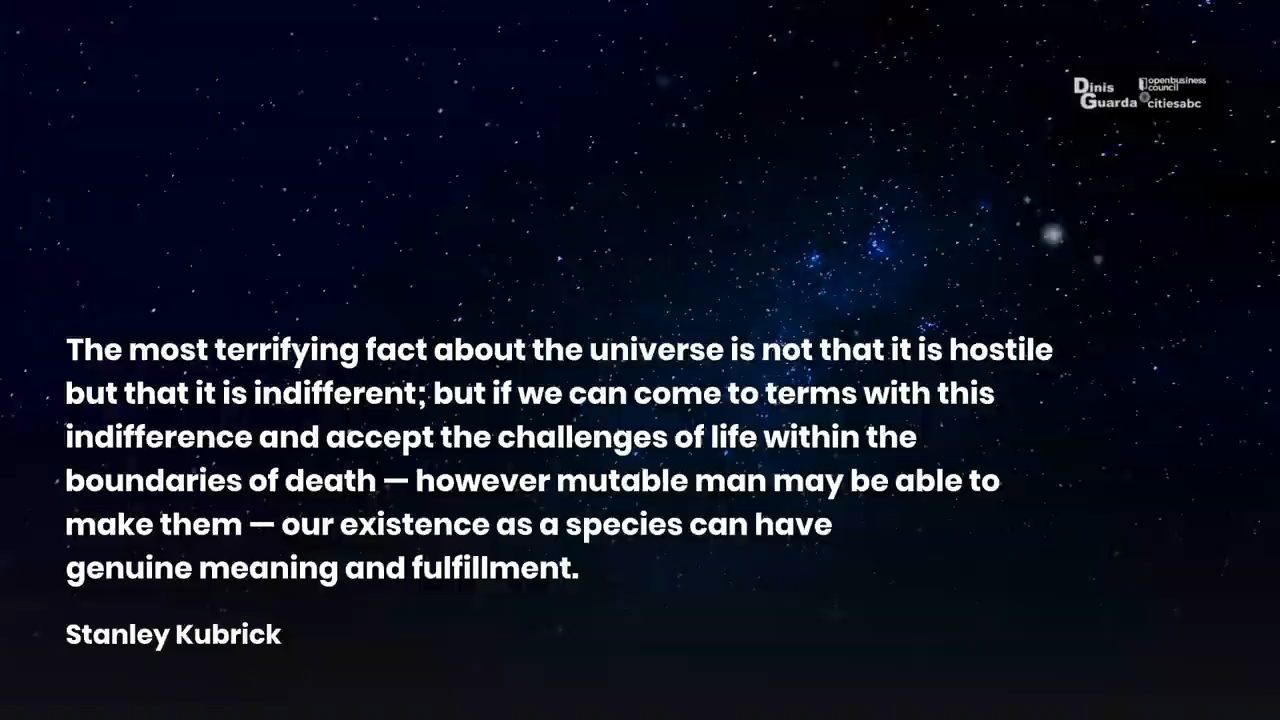 Dinis
Guarda
openbusiness
council
citiesabc
The most terrifying fact about the universe is not that it is hostile
but that it is indifferent; but if we can come to terms with this
indifference and accept the challenges of life within the
boundaries of death — however mutable man may be able to
make them — our existence as a species can have
genuine meaning and fulfillment.
Stanley Kubrick